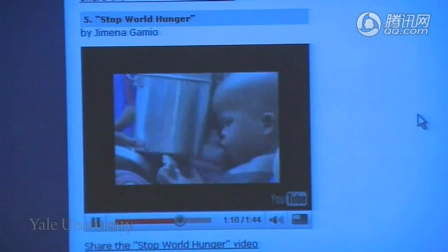 腾讯网
QQ.com
5. "Stop World Hunger"
by Jimena Gamio
YouTube
1:10 / 1:44
Yale University
Share the "Stop World Hunger" video